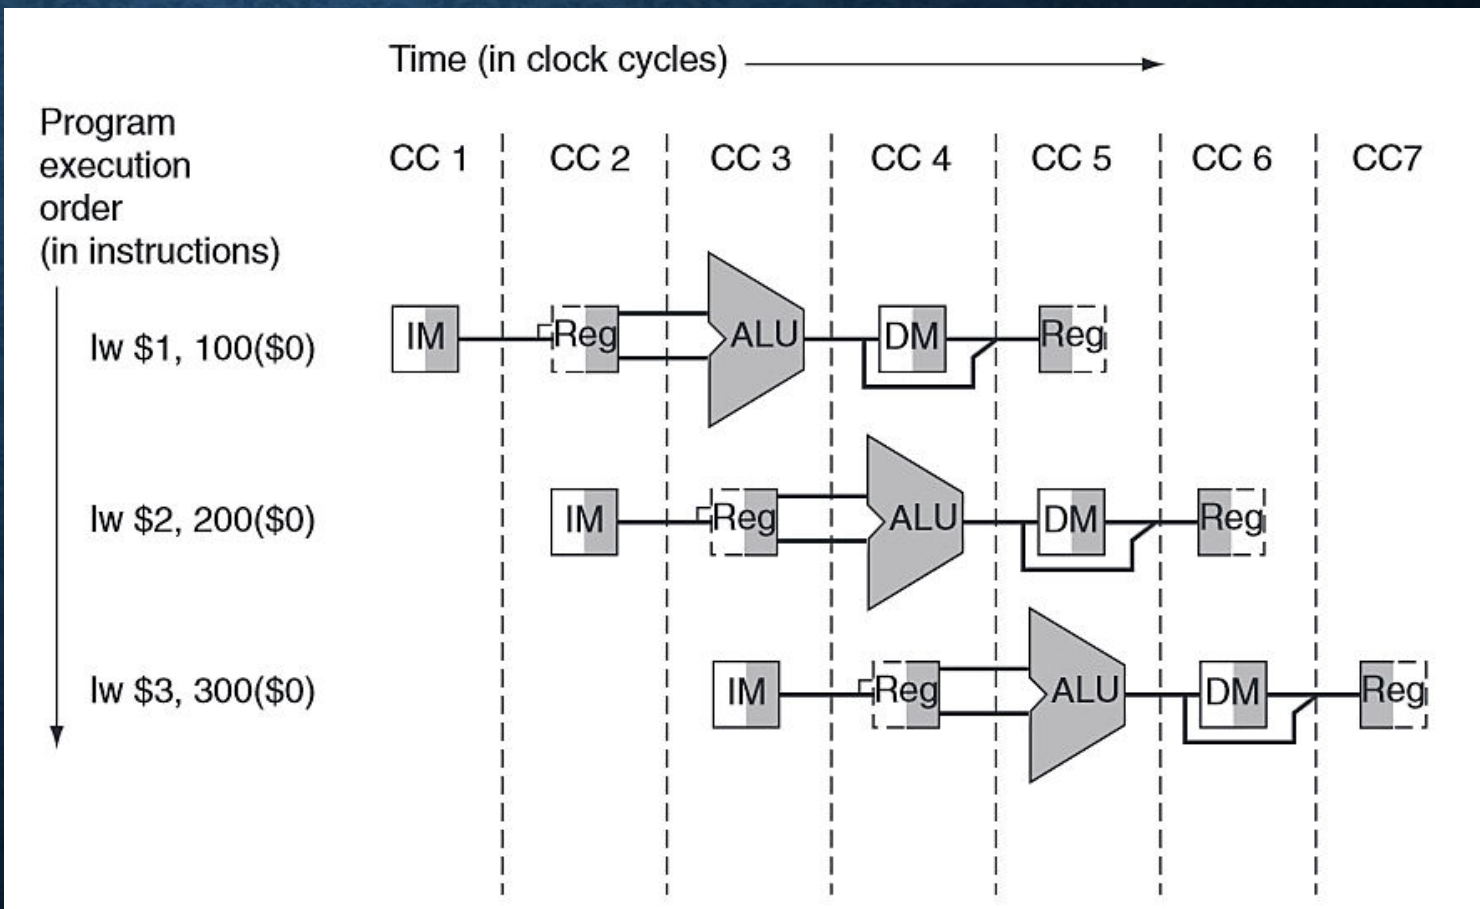 Time (in clock cycles)
Program
execution
order
(in instructions)
CC 1 CC 2 CC 3 CC 4 CC 5 CC 6 CC7
lw $1, 100($0) IM Reg ALU DM Reg
lw $2, 200($0) IM Reg ALU DM Reg
lw $3, 300($0) IM Reg ALU DM Reg